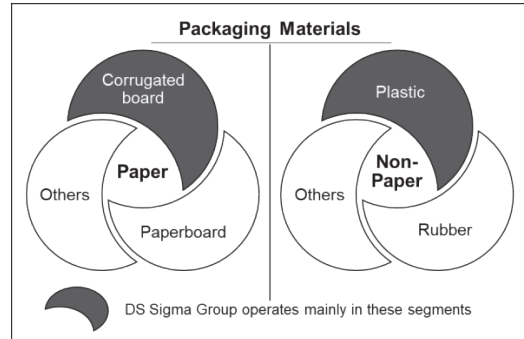 Packaging Materials
Corrugated
board
Paper
Others
Paperboard
Plastic
Non-
Paper
Others
Rubber
DS Sigma Group operates mainly in these segments